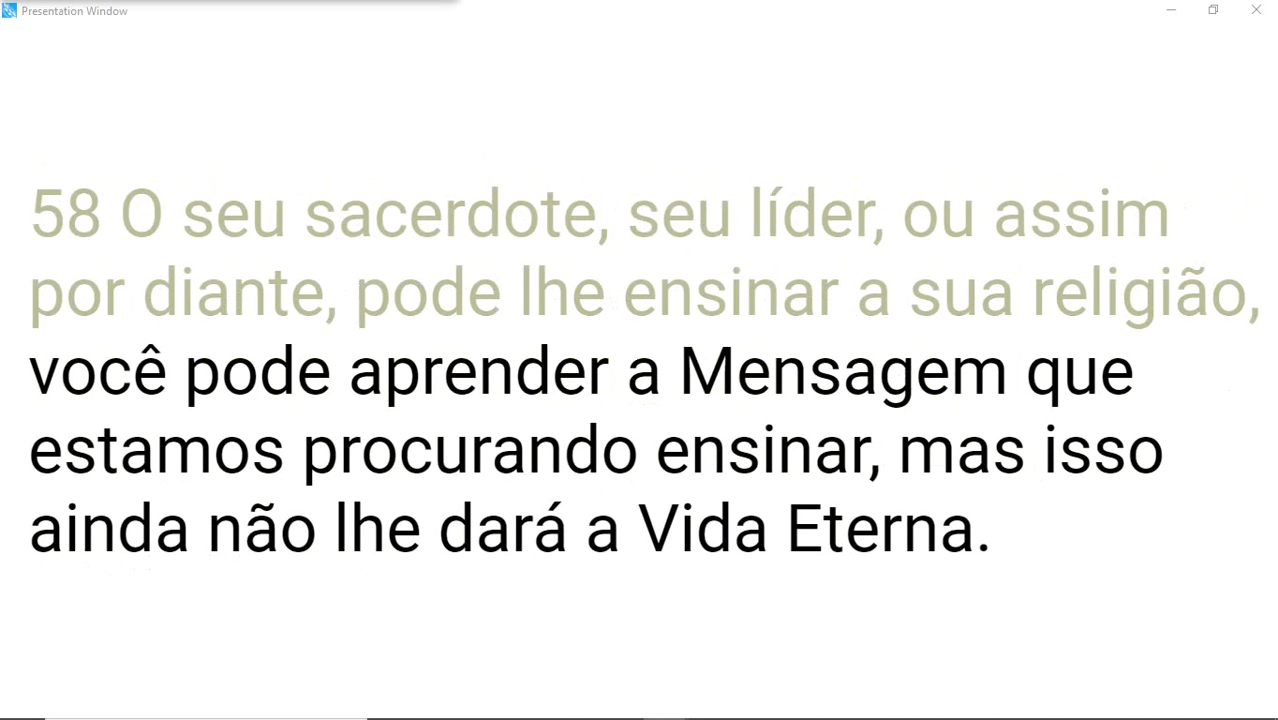 Presentation Window
58 O seu sacerdote, seu líder, ou assim
por diante, pode lhe ensinar a sua religião,
você pode aprender a Mensagem que
estamos procurando ensinar, mas isso
ainda não lhe dará a Vida Eterna.